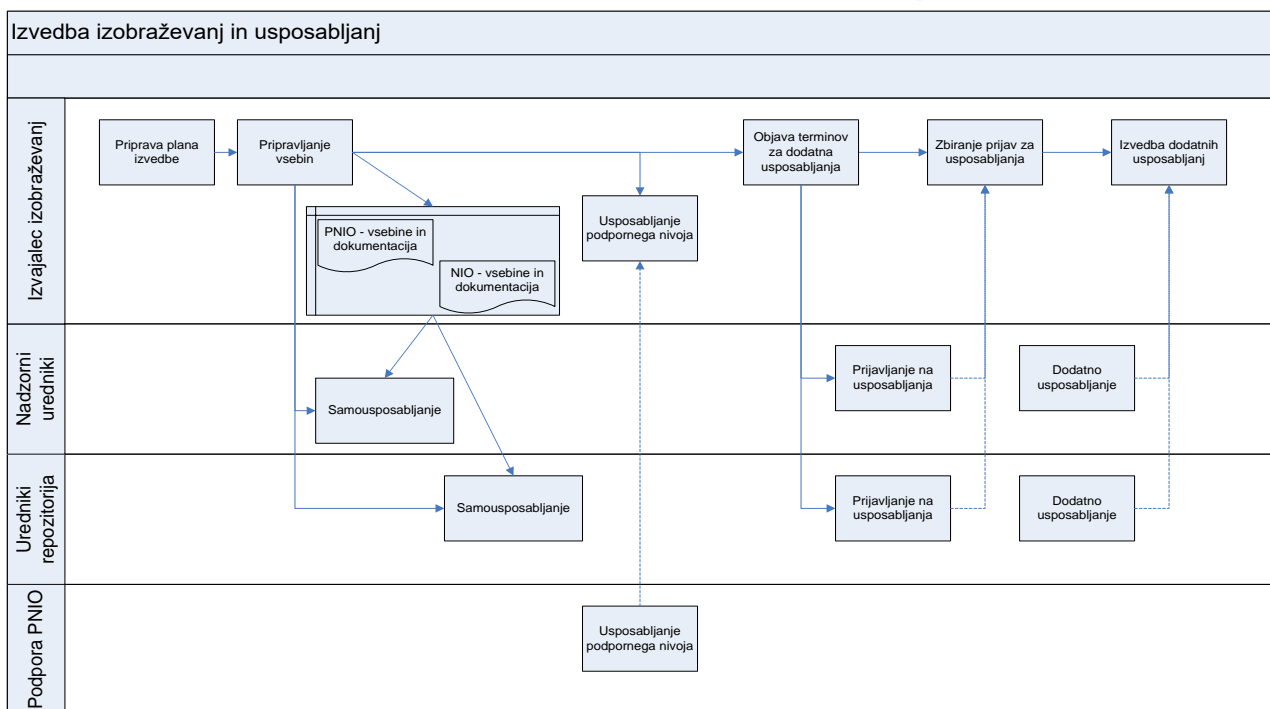 Izvedba izobraževanj in usposabljanj
Izvajalec izobraževanj
Priprava plana
izvedbe
Pripravljanje
vsebin
PNIO - vsebine in
dokumentacija
NIO - vsebine in
dokumentacija
Usposabljanje
podpornega nivoja
Objava terminov
za dodatna
usposabljanja
Zbiranje prijav za
usposabljanja
Izvedba dodatnih
usposabljanj
Nadzorni
uredniki
Samousposabljanje
Prijavljanje na
usposabljanja
Dodatno
usposabljanje
Uredniki
repozitorija
Samousposabljanje
Prijavljanje na
usposabljanja
Dodatno
usposabljanje
Podpora PNIO
Usposabljanje
podpornega nivoja